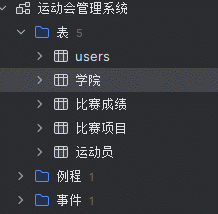 运动会管理系统
表 5
users
学院
比赛成绩
比赛项目
运动员
例程 1
事件 1